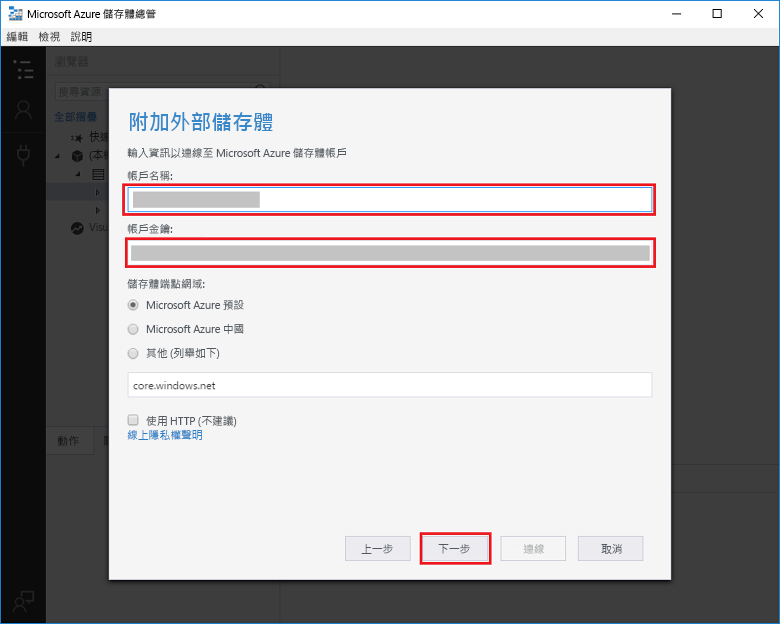 Microsoft Azure 儲存體總管
編輯 檢視 說明
瀏覽器
搜尋資源
全部摺疊
快速
(本機
Visu
動作
附加外部儲存體
輸入資訊以連線至 Microsoft Azure 儲存體帳戶
帳戶名稱:
帳戶金鑰:
儲存體端點網域:
Microsoft Azure 預設
Microsoft Azure 中國
其他 (列舉如下)
core.windows.net
使用 HTTP (不建議)
線上隱私權聲明
上一步 下一步 連線 取消